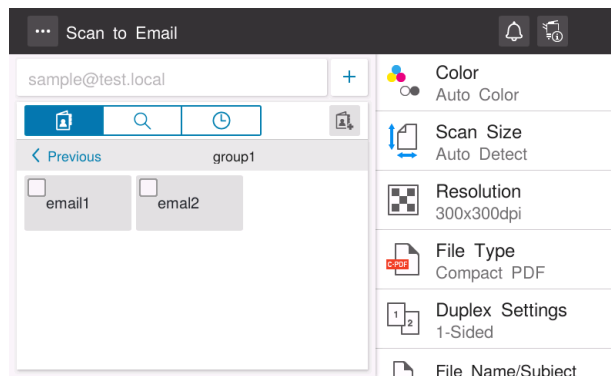 Scan to Email
sample@test.local
+
Previous
group1
email1
emal2
Color
Auto Color
Scan Size
Auto Detect
Resolution
300x300dpi
C-PDF
File Type
Compact PDF
1 2
Duplex Settings
1-Sided
File Name/Subject